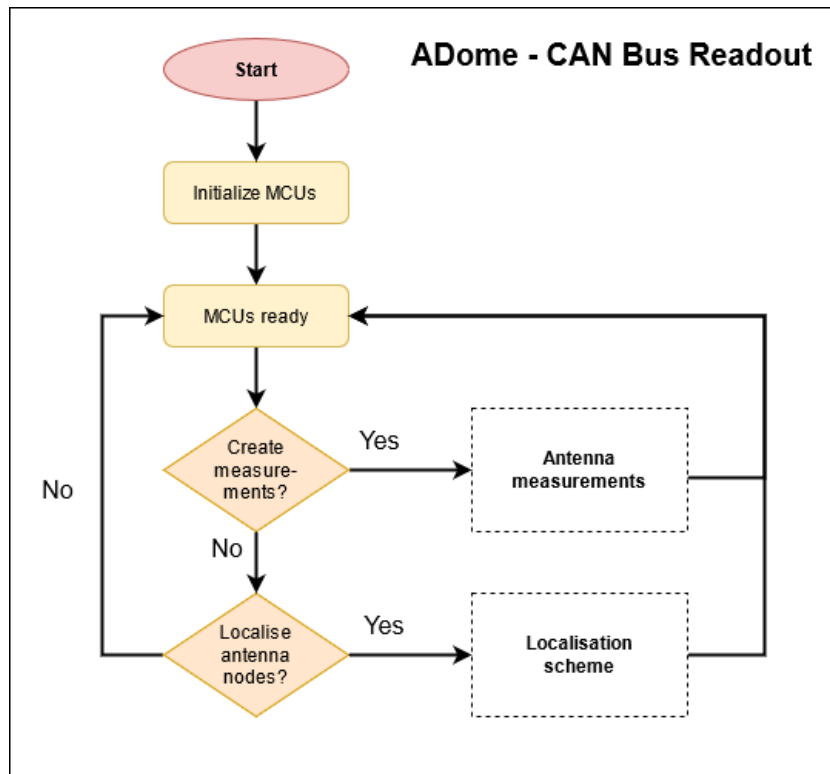 ADome - CAN Bus Readout
Start
Initialize MCUs
MCUs ready
Create
measure-
ments?
Yes
Antenna
measurements
No
No
Localise
antenna
nodes?
Yes
Localisation
scheme